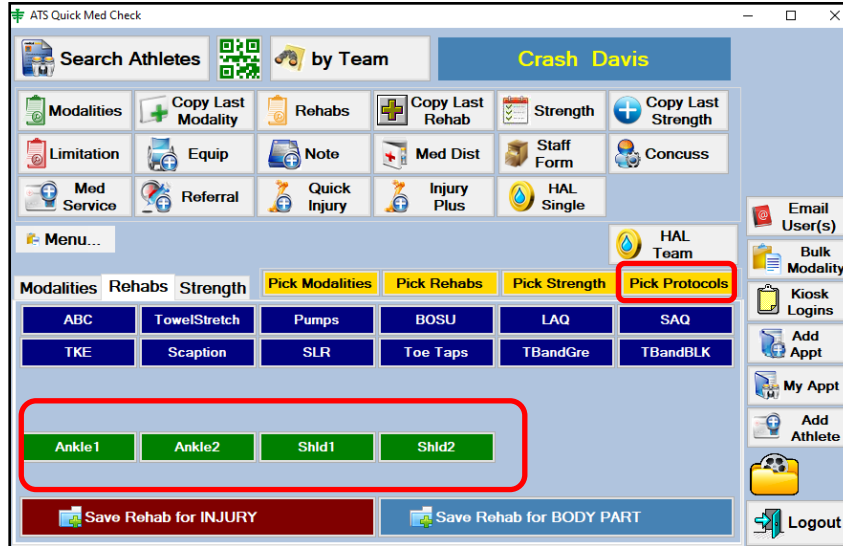 ATS Quick Med Check
Search Athletes
by Team
Crash Davis
Modalities
Copy Last
Modality
Rehabs
Copy Last
Rehab
Strength
Copy Last
Strength
Limitation
Equip
Note
Med Dist
Staff
Form
Concuss
Med
Service
Referral
Quick
Injury
Injury
Plus
HAL
Single
Menu...
HAL
Team
Modalities Rehabs Strength
Pick Modalities
Pick Rehabs
Pick Strength
Pick Protocols
ABC
TowelStretch
Pumps
BOSU
LAQ
SAQ
TKE
Scaption
SLR
Toe Taps
TBandGre
TBandBLK
Ankle1
Ankle2
Shld1
Shld2
Save Rehab for INJURY
Save Rehab for BODY PART
Email
User(s)
Bulk
Modality
Kiosk
Logins
Add
Appt
My Appt
Add
Athlete
Logout